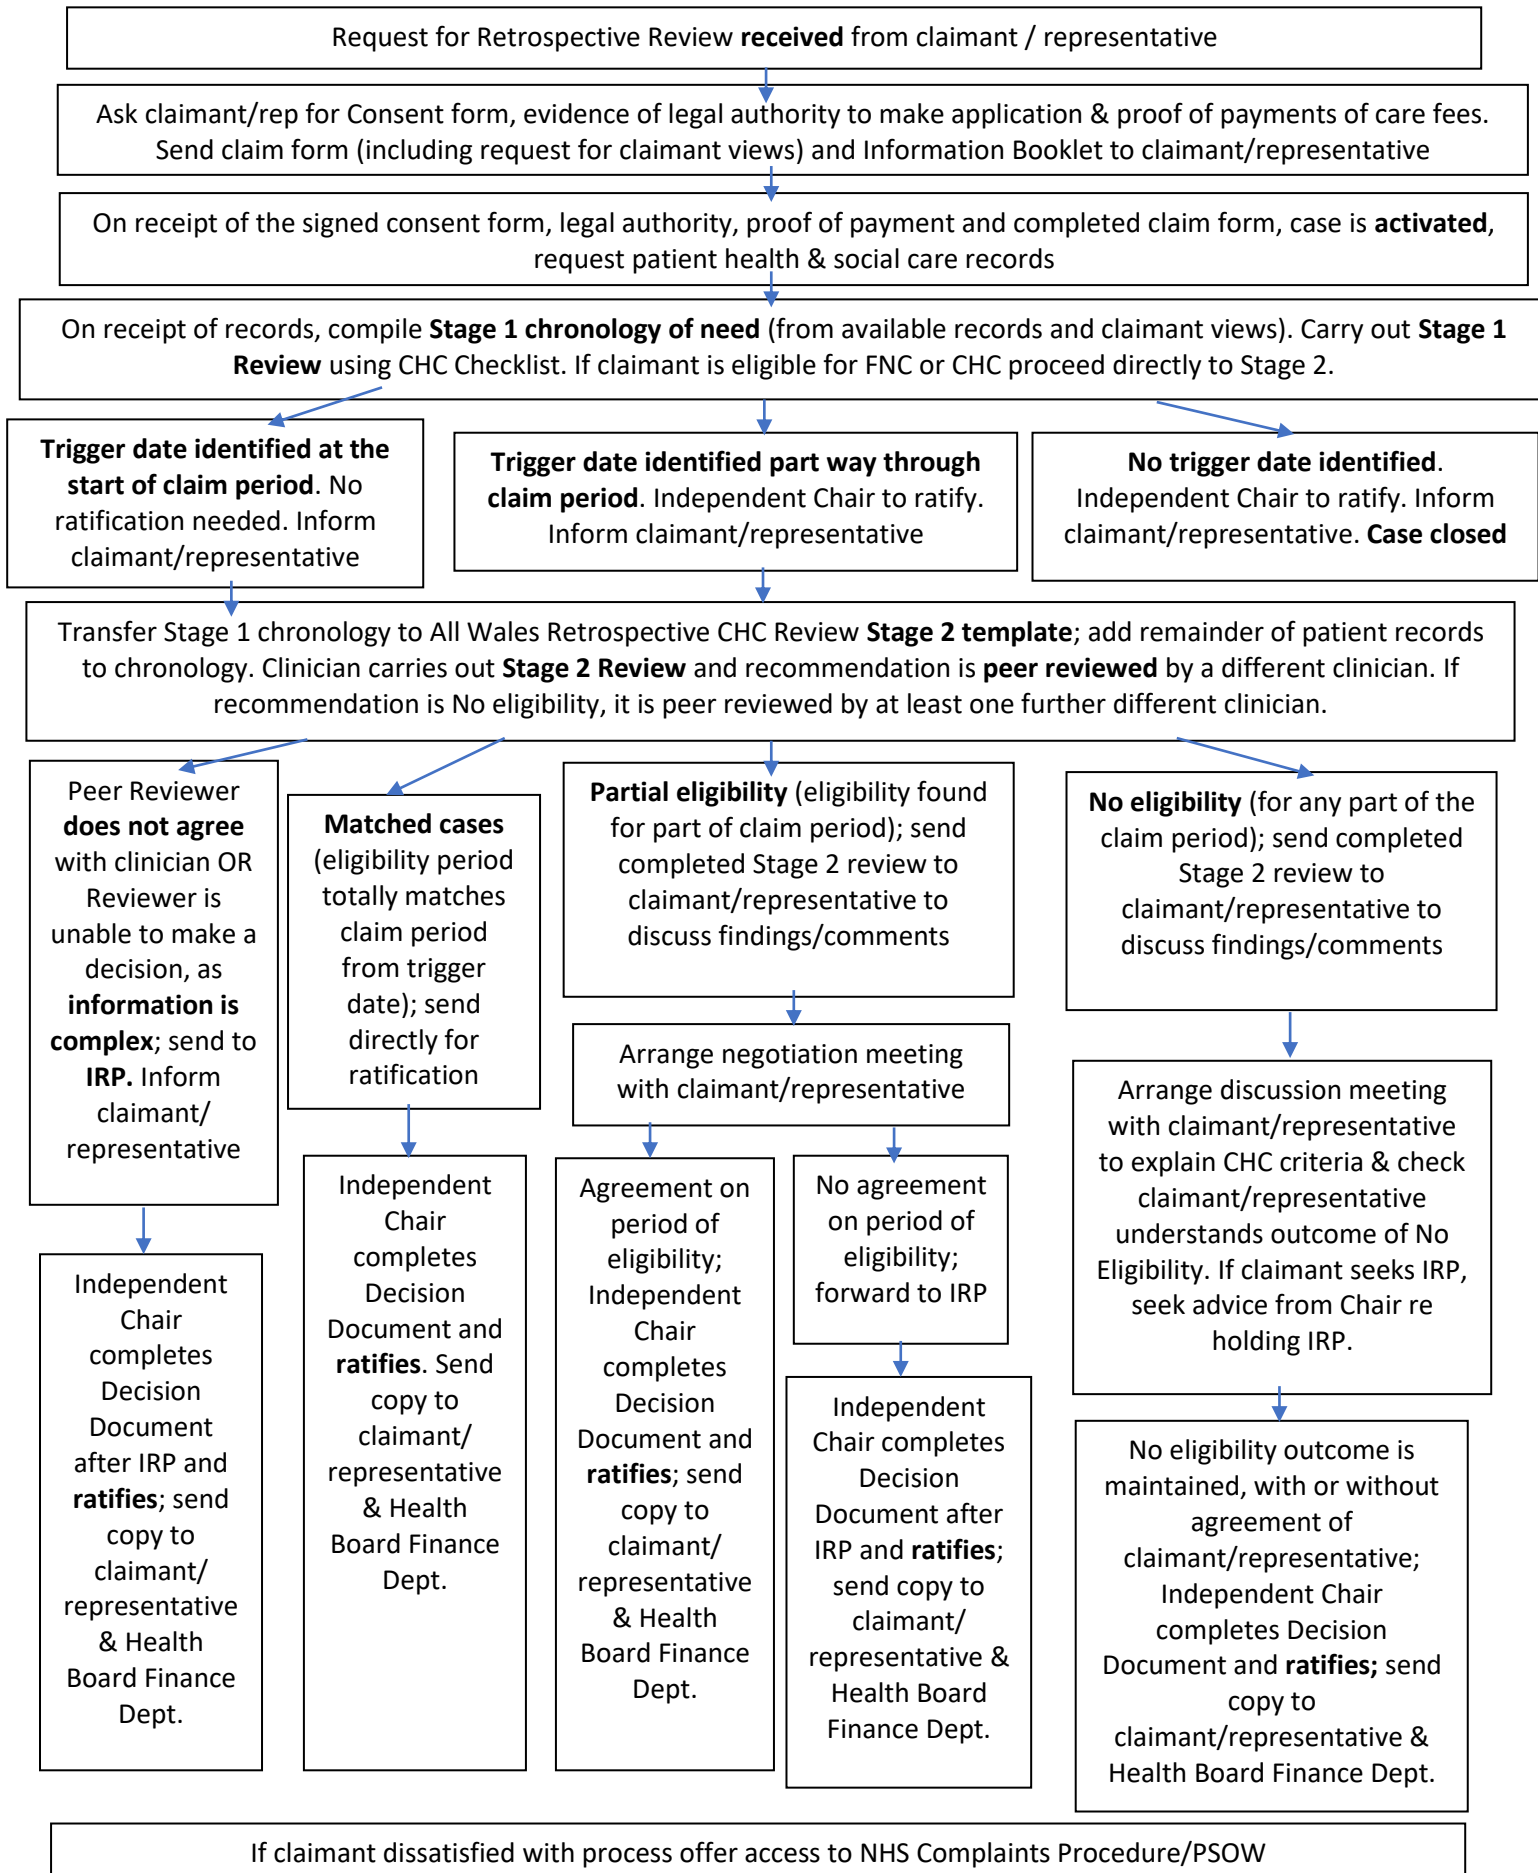 Request for Retrospective Review received from claimant / representative
Ask claimant/rep for Consent form, evidence of legal authority to make application & proof of payments of care fees.
Send claim form (including request for claimant views) and Information Booklet to claimant/representative
On receipt of the signed consent form, legal authority, proof of payment and completed claim form, case is activated,
request patient health & social care records
On receipt of records, compile Stage 1 chronology of need (from available records and claimant views). Carry out Stage 1
Review using CHC Checklist. If claimant is eligible for FNC or CHC proceed directly to Stage 2.
Trigger date identified at the
start of claim period. No
ratification needed. Inform
claimant/representative
Trigger date identified part way through
claim period. Independent Chair to ratify.
Inform claimant/representative
No trigger date identified.
Independent Chair to ratify. Inform
claimant/representative. Case closed
Transfer Stage 1 chronology to All Wales Retrospective CHC Review Stage 2 template; add remainder of patient records
to chronology. Clinician carries out Stage 2 Review and recommendation is peer reviewed by a different clinician. If
recommendation is No eligibility, it is peer reviewed by at least one further different clinician.
Peer Reviewer
does not agree
with clinician OR
Reviewer is
unable to make a
decision, as
information is
complex; send to
IRP. Inform
claimant/
representative
Matched cases
(eligibility period
totally matches
claim period
from trigger
date); send
directly for
ratification
Partial eligibility (eligibility found
for part of claim period); send
completed Stage 2 review to
claimant/representative to
discuss findings/comments
No eligibility (for any part of the
claim period); send completed
Stage 2 review to
claimant/representative to
discuss findings/comments
Arrange negotiation meeting
with claimant/representative
Arrange discussion meeting
with claimant/representative
to explain CHC criteria & check
claimant/representative
understands outcome of No
Eligibility. If claimant seeks IRP,
seek advice from Chair re
holding IRP.
Independent
Chair
completes
Decision
Document
after IRP and
ratifies; send
copy to
claimant/
representative
& Health
Board Finance
Dept.
Independent
Chair
completes
Decision
Document and
ratifies. Send
copy to
claimant/
representative
& Health
Board Finance
Dept.
Agreement on
period of
eligibility;
Independent
Chair
completes
Decision
Document and
ratifies; send
copy to
claimant/
representative
& Health
Board Finance
Dept.
No agreement
on period of
eligibility;
forward to IRP
Independent
Chair completes
Decision
Document after
IRP and ratifies;
send copy to
claimant/
representative &
Health Board
Finance Dept.
No eligibility outcome is
maintained, with or without
agreement of
claimant/representative;
Independent Chair
completes Decision
Document and ratifies; send
copy to
claimant/representative &
Health Board Finance Dept.
If claimant dissatisfied with process offer access to NHS Complaints Procedure/PSOW